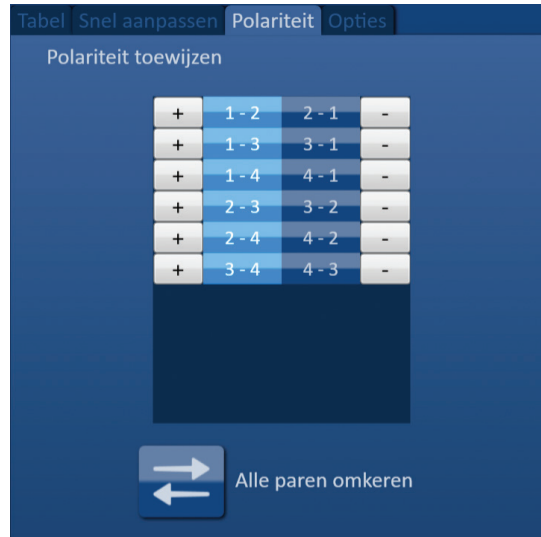 Tabel Snel aanpassen Polariteit Opties
Polariteit toewijzen
+ 1 - 2 2 - 1 -
+ 1 - 3 3 - 1 -
+ 1 - 4 4 - 1 -
+ 2 - 3 3 - 2 -
+ 2 - 4 4 - 2 -
+ 3 - 4 4 - 3 -
Alle paren omkeren